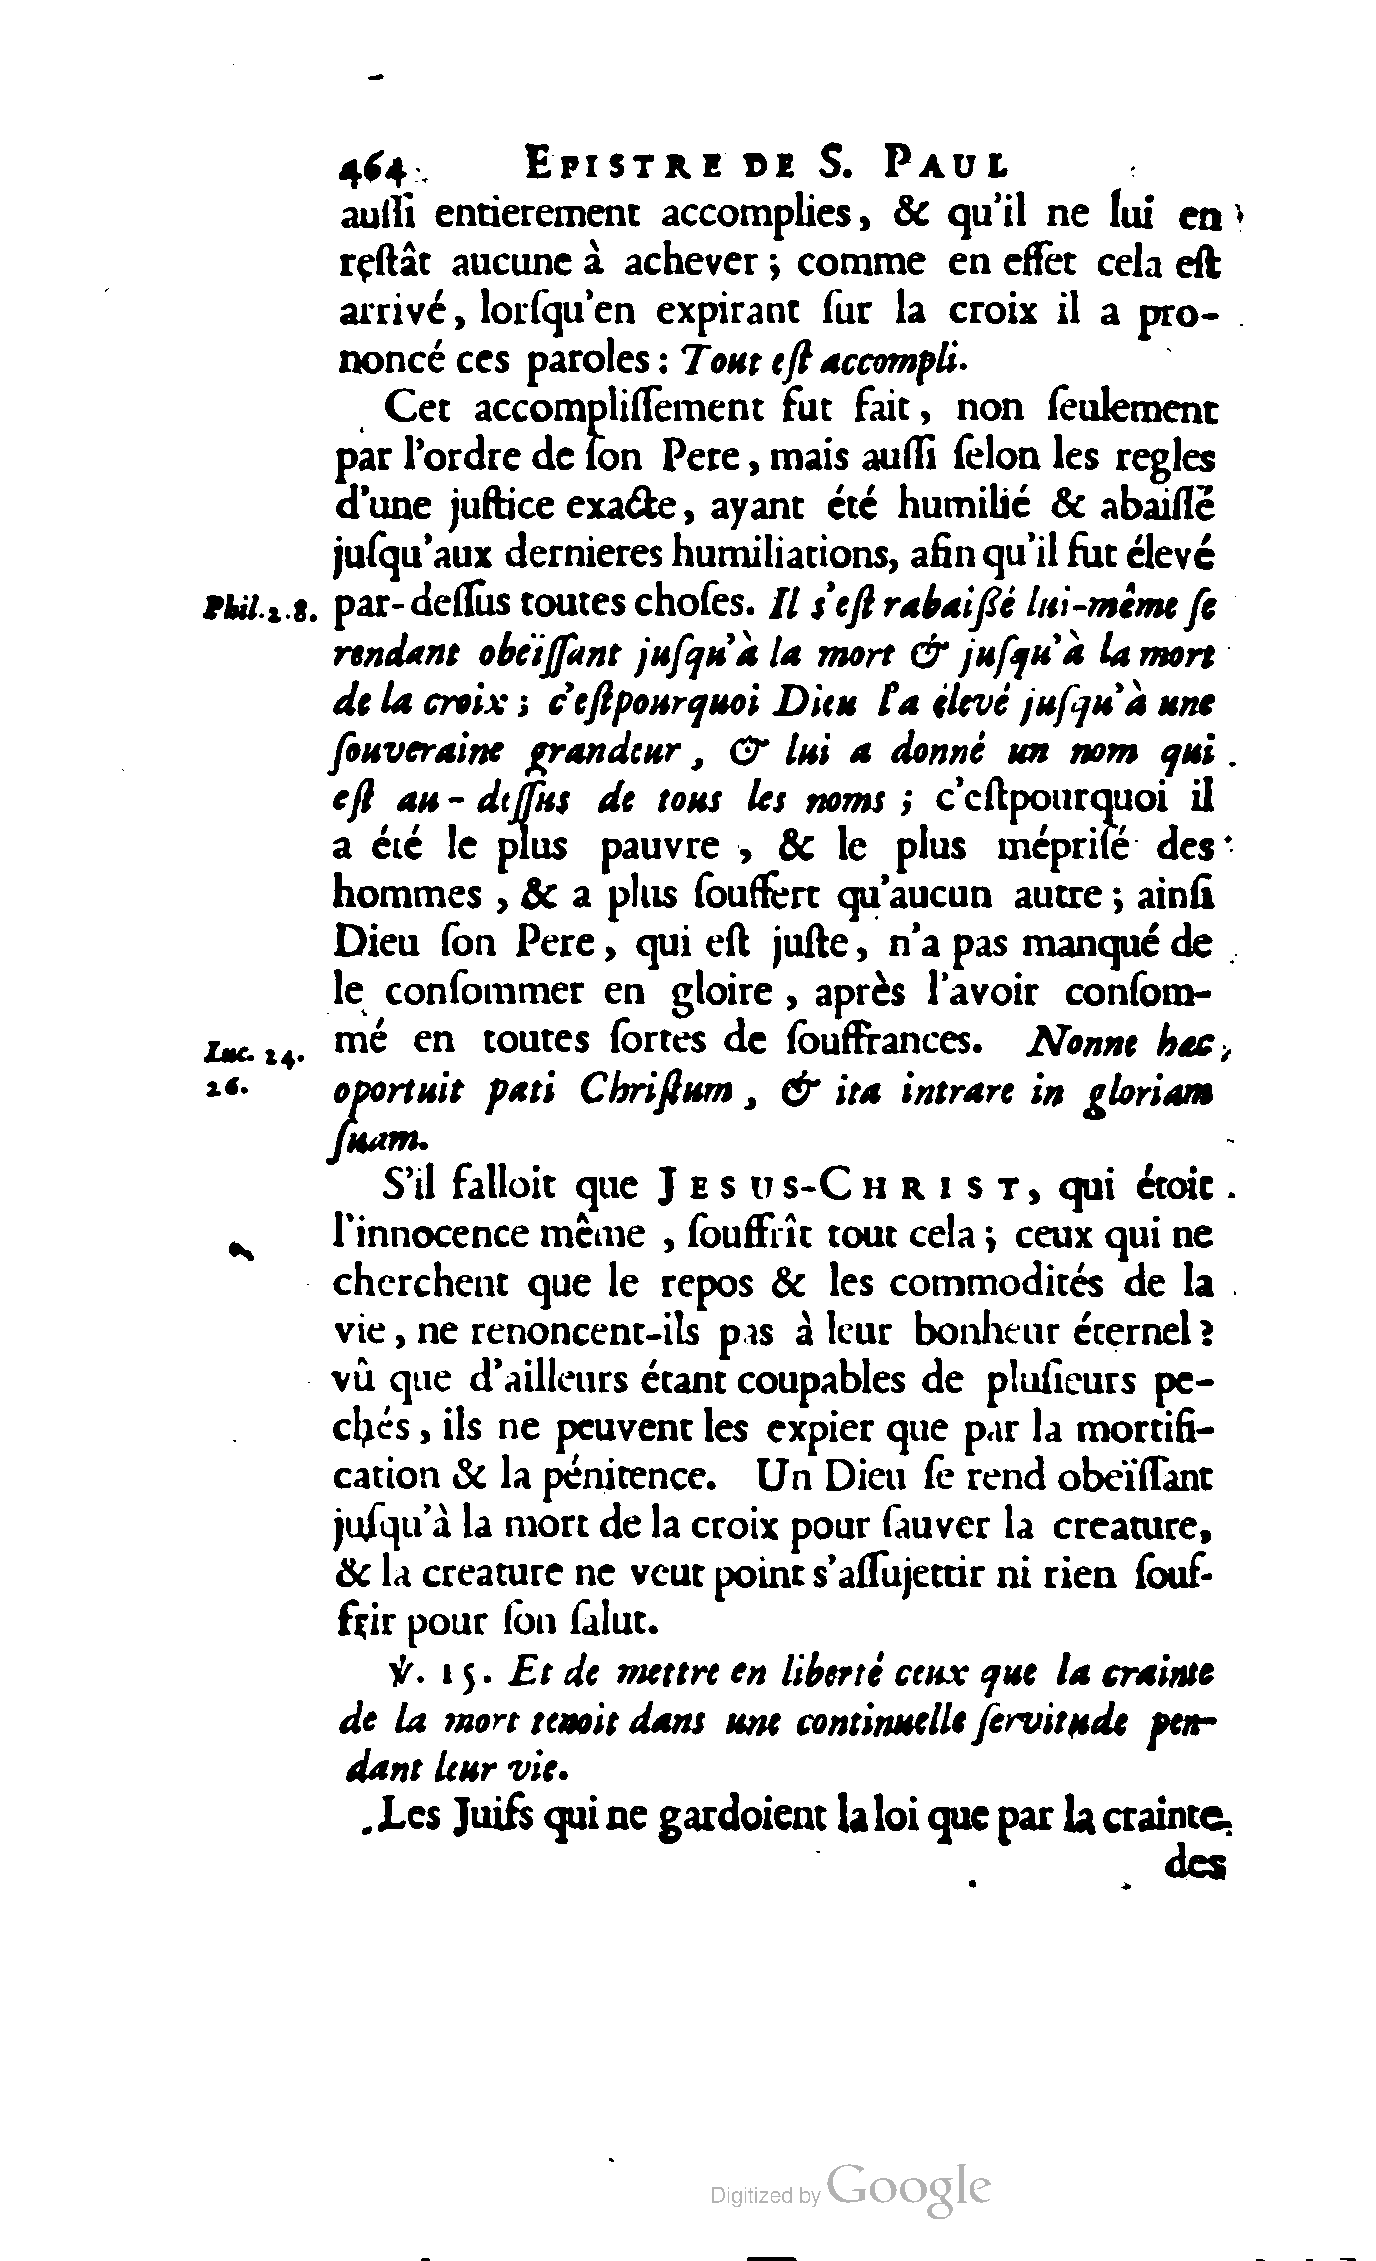 464 EPISTRE DE S. PAUL
auſſi entierement accomplies, & qu'il ne lui en
reſtât aucune à achever ; comme en effet cela eſt
arrivé, lorſqu'en expirant ſur la croix il a pro-
noncé ces paroles : Tout eſt accompli.
Cet accompliſſement fut fait, non ſeulement
par l'ordre de ſon Pere, mais auſſi ſelon les regles
d'une juſtice exacte, ayant été humilié & abaiſſé
juſqu'aux dernieres humiliations, afin qu'il fut élevé
Phil. 2. 8. par-deſſus toutes choſes. Il s'eſt rabaiſſé lui-même ſe
rendant obeïſſant juſqu'à la mort & juſqu'à la mort
de la croix ; c'eſtpourquoi Dieu l'a élevé juſqu'à une
ſouveraine grandeur, & lui a donné un nom qui
eſt au-deſſus de tous les noms ; c'eſtpourquoi il
a été le plus pauvre, & le plus mépriſé des
hommes, & a plus ſouffert qu'aucun autre ; ainſi
Dieu ſon Pere, qui eſt juſte, n'a pas manqué de
le conſommer en gloire, après l'avoir conſom-
Luc. 24. mé en toutes ſortes de ſouffrances. Nonne hæc
26. oportuit pati Chriſtum, & ita intrare in gloriam
ſuam.
S'il falloit que JESUS-CHRIST, qui étoit
l'innocence même, ſouffrît tout cela ; ceux qui ne
cherchent que le repos & les commodités de la
vie, ne renoncent-ils pas à leur bonheur éternel ?
vû que d'ailleurs étant coupables de pluſieurs pe-
chés, ils ne peuvent les expier que par la mortifi-
cation & la pénitence. Un Dieu ſe rend obeïſſant
juſqu'à la mort de la croix pour ſauver la creature,
& la creature ne veut point s'aſſujettir ni rien ſouf-
frir pour ſon ſalut.
℣. 15. Et de mettre en liberté ceux que la crainte
de la mort tenoit dans une continuelle ſervitude pen-
dant leur vie.
Les Juifs qui ne gardoient la loi que par la crainte
des
Digitized by Google